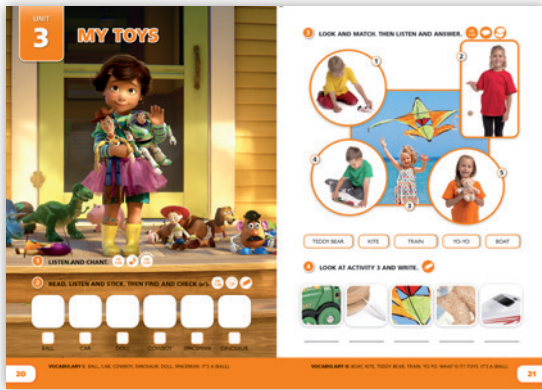 UNIT
3
MY TOYS
1 LISTEN AND CHANT.
2 READ, LISTEN AND STICK. THEN FIND AND CHECK (✓).
BALL CAR DOLL COWBOY SPACEMAN DINOSAUR
20
VOCABULARY I: BALL, CAR, COWBOY, DINOSAUR, DOLL, SPACEMAN. IT'S A (BALL).
3 LOOK AND MATCH. THEN LISTEN AND ANSWER.
1
2
4
5
3
TEDDY BEAR KITE TRAIN YO-YO BOAT
4 LOOK AT ACTIVITY 3 AND WRITE.
VOCABULARY II: BOAT, KITE, TEDDY BEAR, TRAIN, YO-YO. WHAT IS IT? IT'S A (BALL).
21